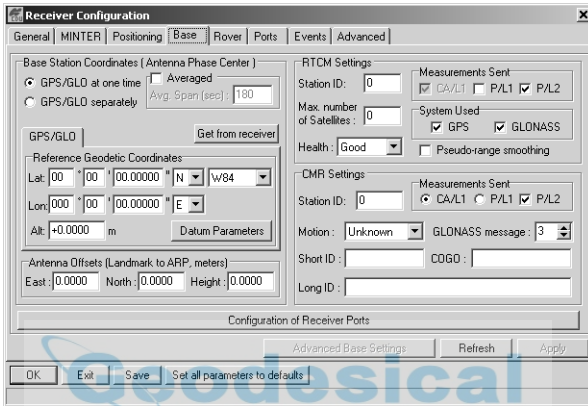 Receiver Configuration
General MINTER Positioning Base Rover Ports Events Advanced
Base Station Coordinates ( Antenna Phase Center )
GPS/GLO at one time
GPS/GLO separately
Averaged
Avg. Span (sec) : 180
GPS/GLO
Get from receiver
Reference Geodetic Coordinates
Lat: 00 ° 00 ' 00.00000 " N W84
Lon: 000 ° 00 ' 00.00000 " E
Alt: +0.0000 m
Datum Parameters
Antenna Offsets (Landmark to ARP, meters)
East : 0.0000 North : 0.0000 Height : 0.0000
RTCM Settings
Station ID: 0
Max. number
of Satellites : 0
Health : Good
Measurements Sent
CA/L1 P/L1 P/L2
System Used
GPS GLONASS
Pseudo-range smoothing
CMR Settings
Station ID: 0
Measurements Sent
CA/L1 P/L1 P/L2
Motion : Unknown GLONASS message : 3
Short ID : COGO :
Long ID :
Configuration of Receiver Ports
Advanced Base Settings Refresh Apply
OK Exit Save Set all parameters to defaults
Geodesical